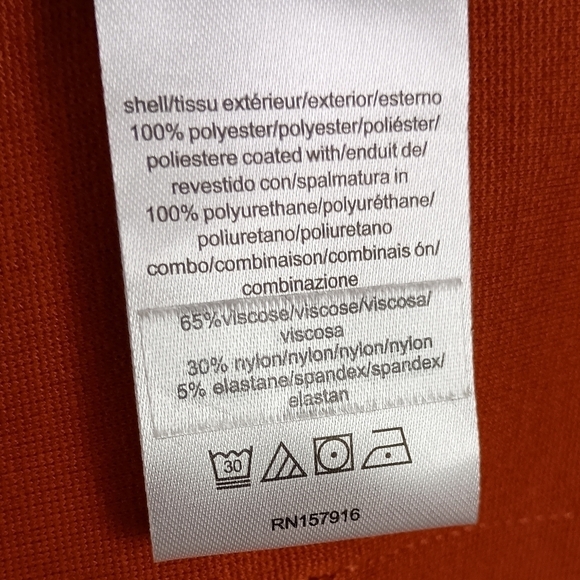 shell/tissu extérieur/exterior/esterno
100% polyester/polyester/poliéster/
poliestere coated with/enduit de/
revestido con/spalmatura in
100% polyurethane/polyuréthane/
poliuretano/poliuretano
combo/combinaison/combinais ón/
combinazione
65%viscose/viscose/viscosa/
viscosa
30% nylon/nylon/nylon/nylon
5% elastane/spandex/spandex/
elastan
30
RN157916